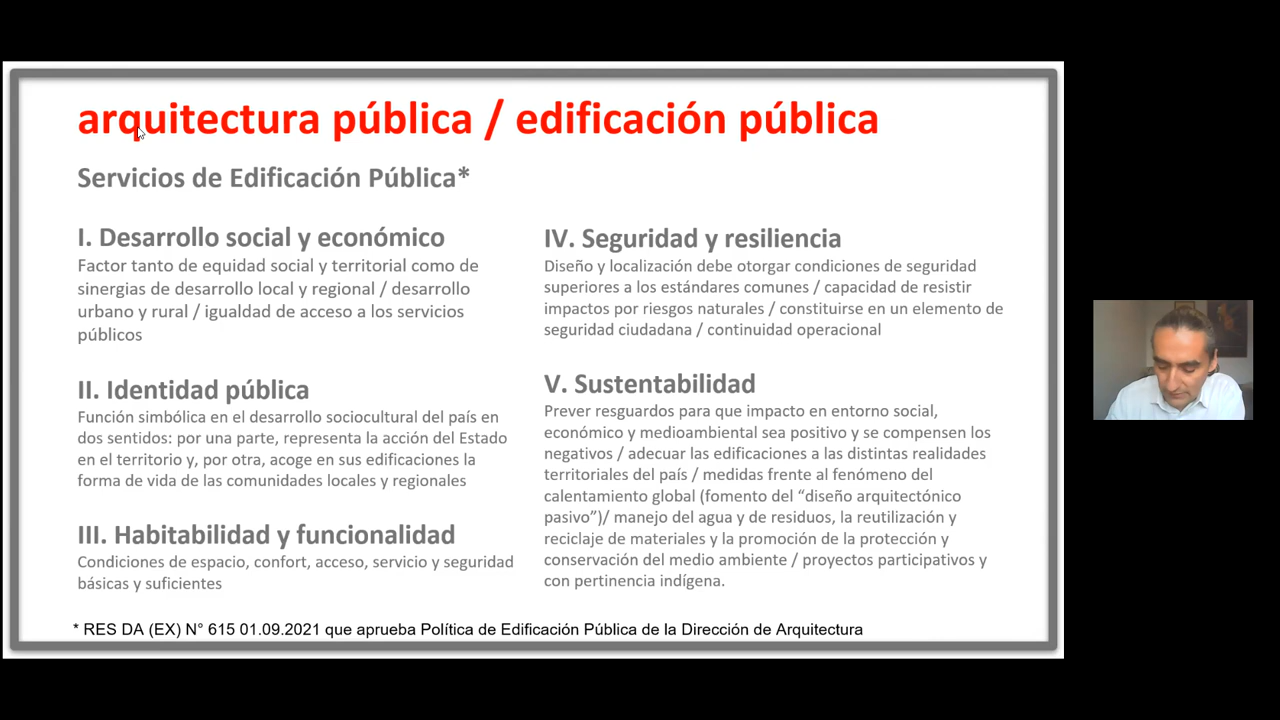 arquitectura pública / edificación pública
Servicios de Edificación Pública*
I. Desarrollo social y económico
Factor tanto de equidad social y territorial como de
sinergias de desarrollo local y regional / desarrollo
urbano y rural / igualdad de acceso a los servicios
públicos
II. Identidad pública
Función simbólica en el desarrollo sociocultural del país en
dos sentidos: por una parte, representa la acción del Estado
en el territorio y, por otra, acoge en sus edificaciones la
forma de vida de las comunidades locales y regionales
III. Habitabilidad y funcionalidad
Condiciones de espacio, confort, acceso, servicio y seguridad
básicas y suficientes
IV. Seguridad y resiliencia
Diseño y localización debe otorgar condiciones de seguridad
superiores a los estándares comunes / capacidad de resistir
impactos por riesgos naturales / constituirse en un elemento de
seguridad ciudadana / continuidad operacional
V. Sustentabilidad
Prever resguardos para que impacto en entorno social,
económico y medioambiental sea positivo y se compensen los
negativos / adecuar las edificaciones a las distintas realidades
territoriales del país / medidas frente al fenómeno del
calentamiento global (fomento del “diseño arquitectónico
pasivo”)/ manejo del agua y de residuos, la reutilización y
reciclaje de materiales y la promoción de la protección y
conservación del medio ambiente / proyectos participativos y
con pertinencia indígena.
* RES DA (EX) N° 615 01.09.2021 que aprueba Política de Edificación Pública de la Dirección de Arquitectura